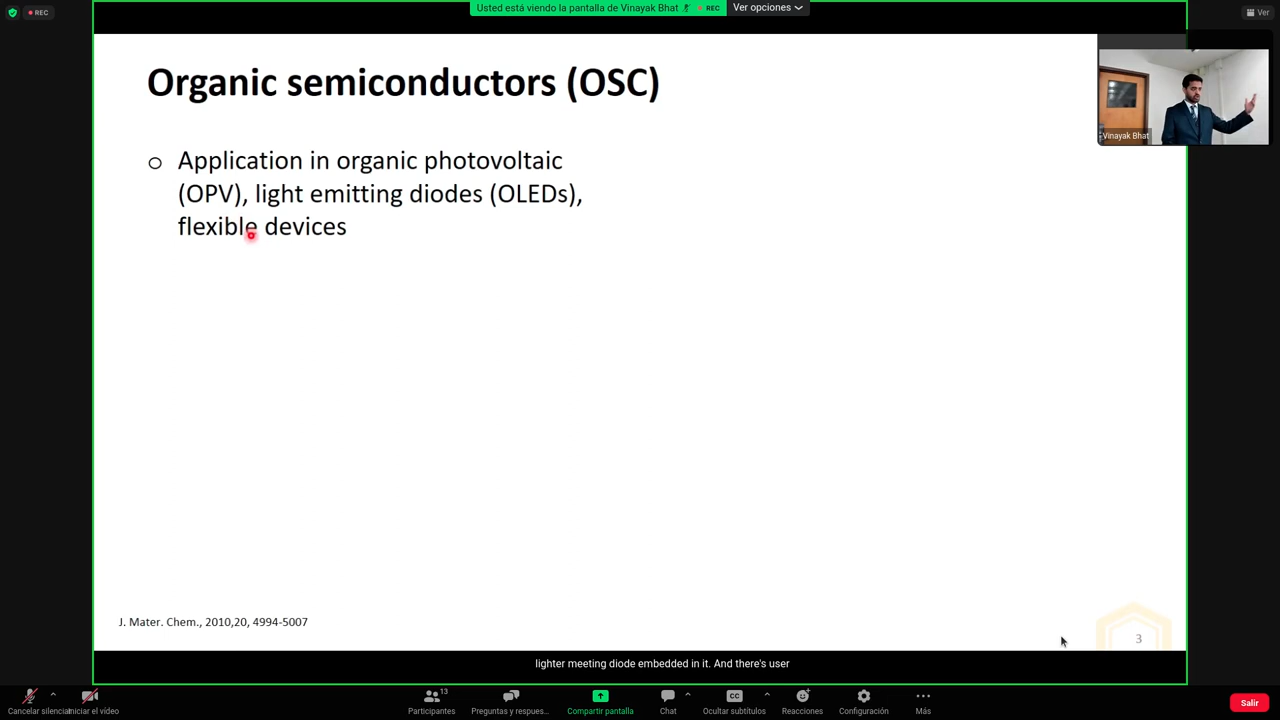 REC
Usted está viendo la pantalla de Vinayak Bhat
REC
Ver opciones
Ver
Organic semiconductors (OSC)
Application in organic photovoltaic
(OPV), light emitting diodes (OLEDs),
flexible devices
Vinayak Bhat
J. Mater. Chem., 2010,20, 4994-5007
3
lighter meeting diode embedded in it. And there's user
13
Cancelar silenciar
Iniciar el vídeo
Participantes
Preguntas y respues...
Compartir pantalla
Chat
CC
Ocultar subtítulos
Reacciones
Configuración
Más
Salir